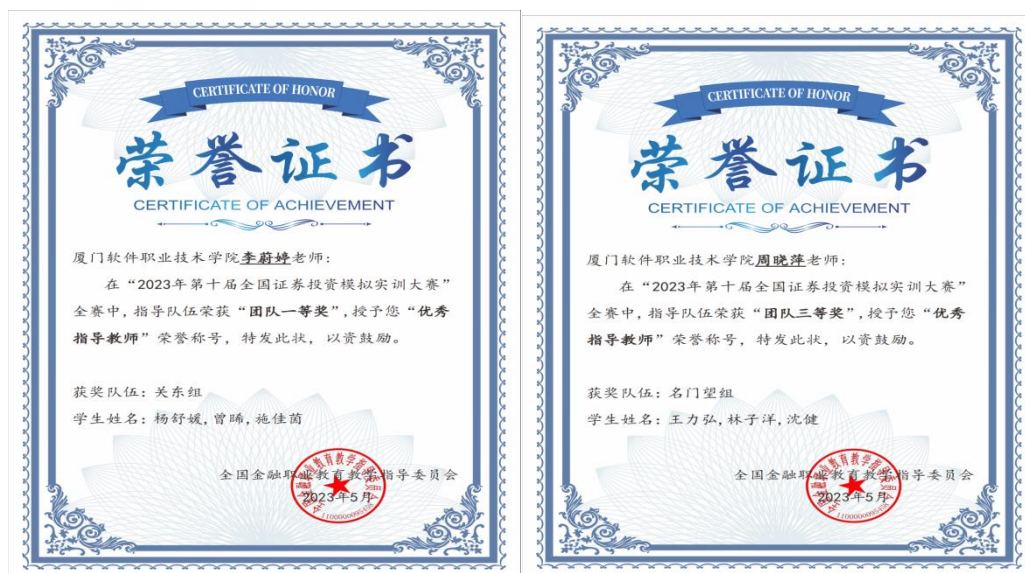 CERTIFICATE OF HONOR
荣誉证书
CERTIFICATE OF ACHIEVEMENT
厦门软件职业技术学院李蔚婷老师：
在“2023年第十届全国证券投资模拟实训大赛”
全赛中，指导队伍荣获“团队一等奖”，授予您“优秀
指导教师”荣誉称号，特发此状，以资鼓励。
获奖队伍：关东组
学生姓名：杨舒媛，曾晞，施佳茵
全国金融职业教育教学指导委员会
2023年5月
CERTIFICATE OF HONOR
荣誉证书
CERTIFICATE OF ACHIEVEMENT
厦门软件职业技术学院周晓萍老师：
在“2023年第十届全国证券投资模拟实训大赛”
全赛中，指导队伍荣获“团队三等奖”，授予您“优秀
指导教师”荣誉称号，特发此状，以资鼓励。
获奖队伍：名门望组
学生姓名：王力弘，林子洋，沈健
全国金融职业教育教学指导委员会
2023年5月